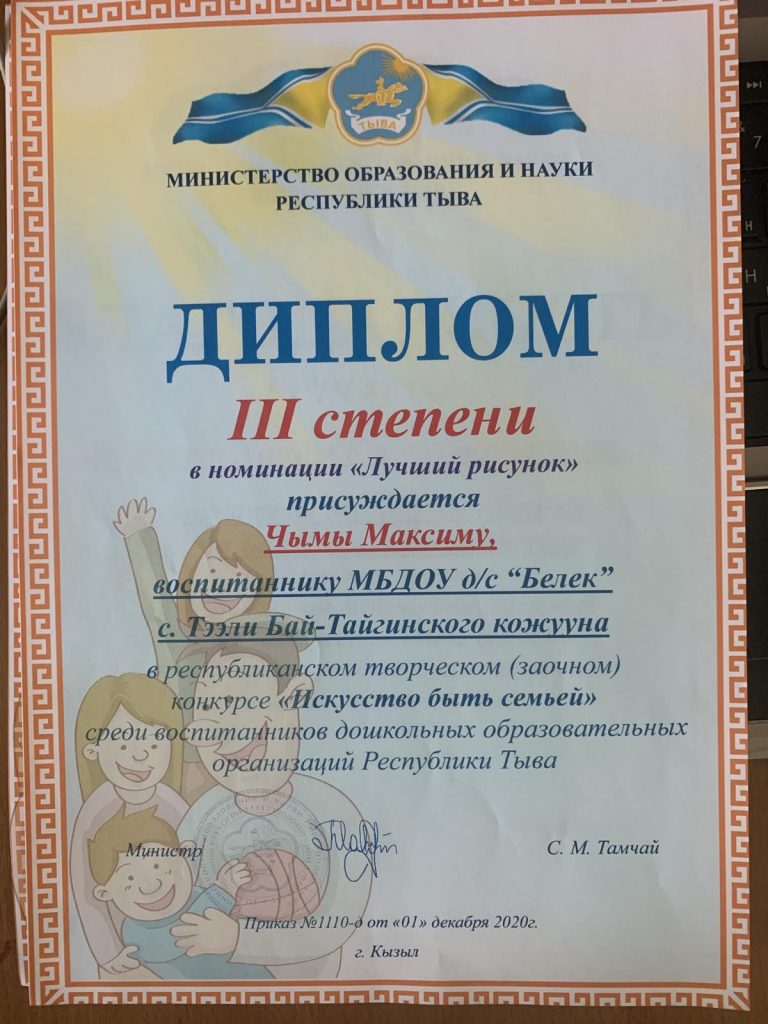 ТЫВА
МИНИСТЕРСТВО ОБРАЗОВАНИЯ И НАУКИ
РЕСПУБЛИКИ ТЫВА
ДИПЛОМ
III степени
в номинации «Лучший рисунок»
присуждается
Чымы Максиму,
воспитаннику МБДОУ д/с “Белек”
с. Тээли Бай-Тайгинского кожууна
в республиканском творческом (заочном)
конкурсе «Искусство быть семьей»
среди воспитанников дошкольных образовательных
организаций Республики Тыва
Министр
С. М. Тамчай
Приказ №1110-д от «01» декабря 2020г.
г. Кызыл
7
Н
H